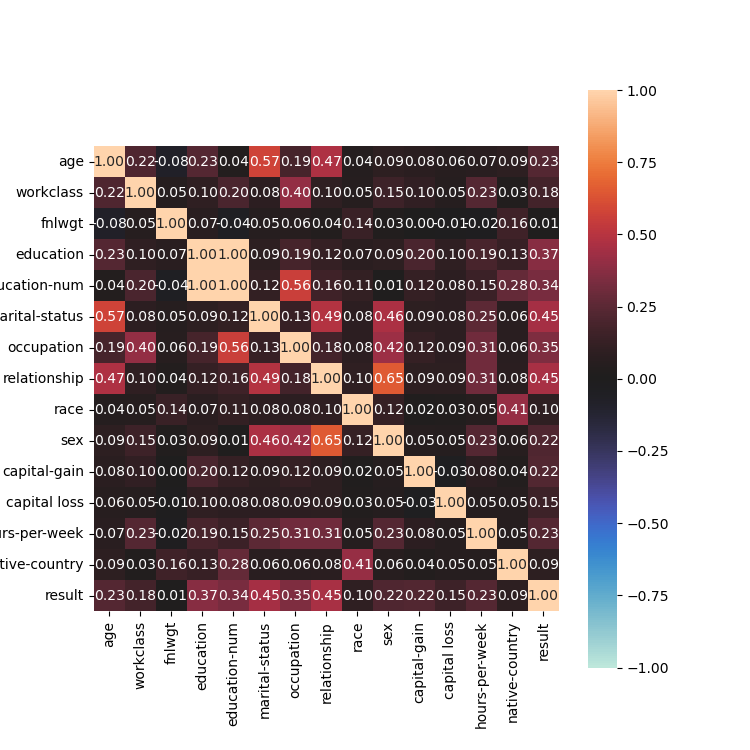 1.00
age 1.00 0.22 -0.08 0.23 0.04 0.57 0.19 0.47 0.04 0.09 0.08 0.06 0.07 0.09 0.23
0.75
workclass 0.22 1.00 0.05 0.10 0.20 0.08 0.40 0.10 0.05 0.15 0.10 0.05 0.23 0.03 0.18
fnlwgt -0.08 0.05 1.00 0.07 -0.04 0.05 0.06 0.04 0.14 0.03 0.00 -0.01 -0.02 0.16 0.01
0.50
education 0.23 0.10 0.07 1.00 1.00 0.09 0.19 0.12 0.07 0.09 0.20 0.10 0.19 0.13 0.37
ucation-num 0.04 0.20 -0.04 1.00 1.00 0.12 0.56 0.16 0.11 0.01 0.12 0.08 0.15 0.28 0.34
0.25
arital-status 0.57 0.08 0.05 0.09 0.12 1.00 0.13 0.49 0.08 0.46 0.09 0.08 0.25 0.06 0.45
occupation 0.19 0.40 0.06 0.19 0.56 0.13 1.00 0.18 0.08 0.42 0.12 0.09 0.31 0.06 0.35
relationship 0.47 0.10 0.04 0.12 0.16 0.49 0.18 1.00 0.10 0.65 0.09 0.09 0.31 0.08 0.45
0.00
race 0.04 0.05 0.14 0.07 0.11 0.08 0.08 0.10 1.00 0.12 0.02 0.03 0.05 0.41 0.10
sex 0.09 0.15 0.03 0.09 0.01 0.46 0.42 0.65 0.12 1.00 0.05 0.05 0.23 0.06 0.22
−0.25
capital-gain 0.08 0.10 0.00 0.20 0.12 0.09 0.12 0.09 0.02 0.05 1.00 -0.03 0.08 0.04 0.22
capital loss 0.06 0.05 -0.01 0.10 0.08 0.08 0.09 0.09 0.03 0.05 -0.03 1.00 0.05 0.05 0.15
−0.50
urs-per-week 0.07 0.23 -0.02 0.19 0.15 0.25 0.31 0.31 0.05 0.23 0.08 0.05 1.00 0.05 0.23
tive-country 0.09 0.03 0.16 0.13 0.28 0.06 0.06 0.08 0.41 0.06 0.04 0.05 0.05 1.00 0.09
−0.75
result 0.23 0.18 0.01 0.37 0.34 0.45 0.35 0.45 0.10 0.22 0.22 0.15 0.23 0.09 1.00
−1.00
age
workclass
fnlwgt
education
education-num
marital-status
occupation
relationship
race
sex
capital-gain
capital loss
hours-per-week
native-country
result